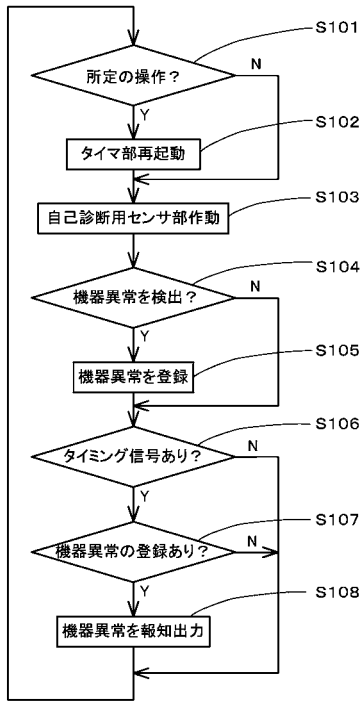 S101
所定の操作?
N
Y
S102
タイマ部再起動
S103
自己診断用センサ部作動
S104
機器異常を検出?
N
Y
S105
機器異常を登録
S106
タイミング信号あり?
N
Y
S107
機器異常の登録あり?
N
Y
S108
機器異常を報知出力